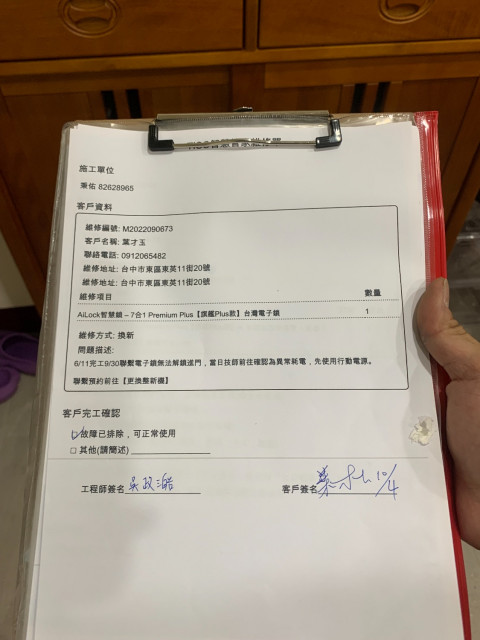 施工單位
秉佑 82628965
客戶資料
維修編號: M2022090673
客戶名稱: 葉才玉
聯絡電話: 0912065482
維修地址: 台中市東區東英11街20號
維修地址: 台中市東區東英11街20號
維修項目 數量
AiLock智慧鎖 – 7合1 Premium Plus【旗艦Plus款】台灣電子鎖 1
維修方式: 換新
問題描述:
6/11完工9/30聯繫電子鎖無法解鎖進門，當日技師前往確認為異常耗電，先使用行動電源。
聯繫預約前往【更換整新機】
客戶完工確認
故障已排除，可正常使用
□ 其他(請簡述)
工程師簽名 吳政澔 客戶簽名 葉 10/4